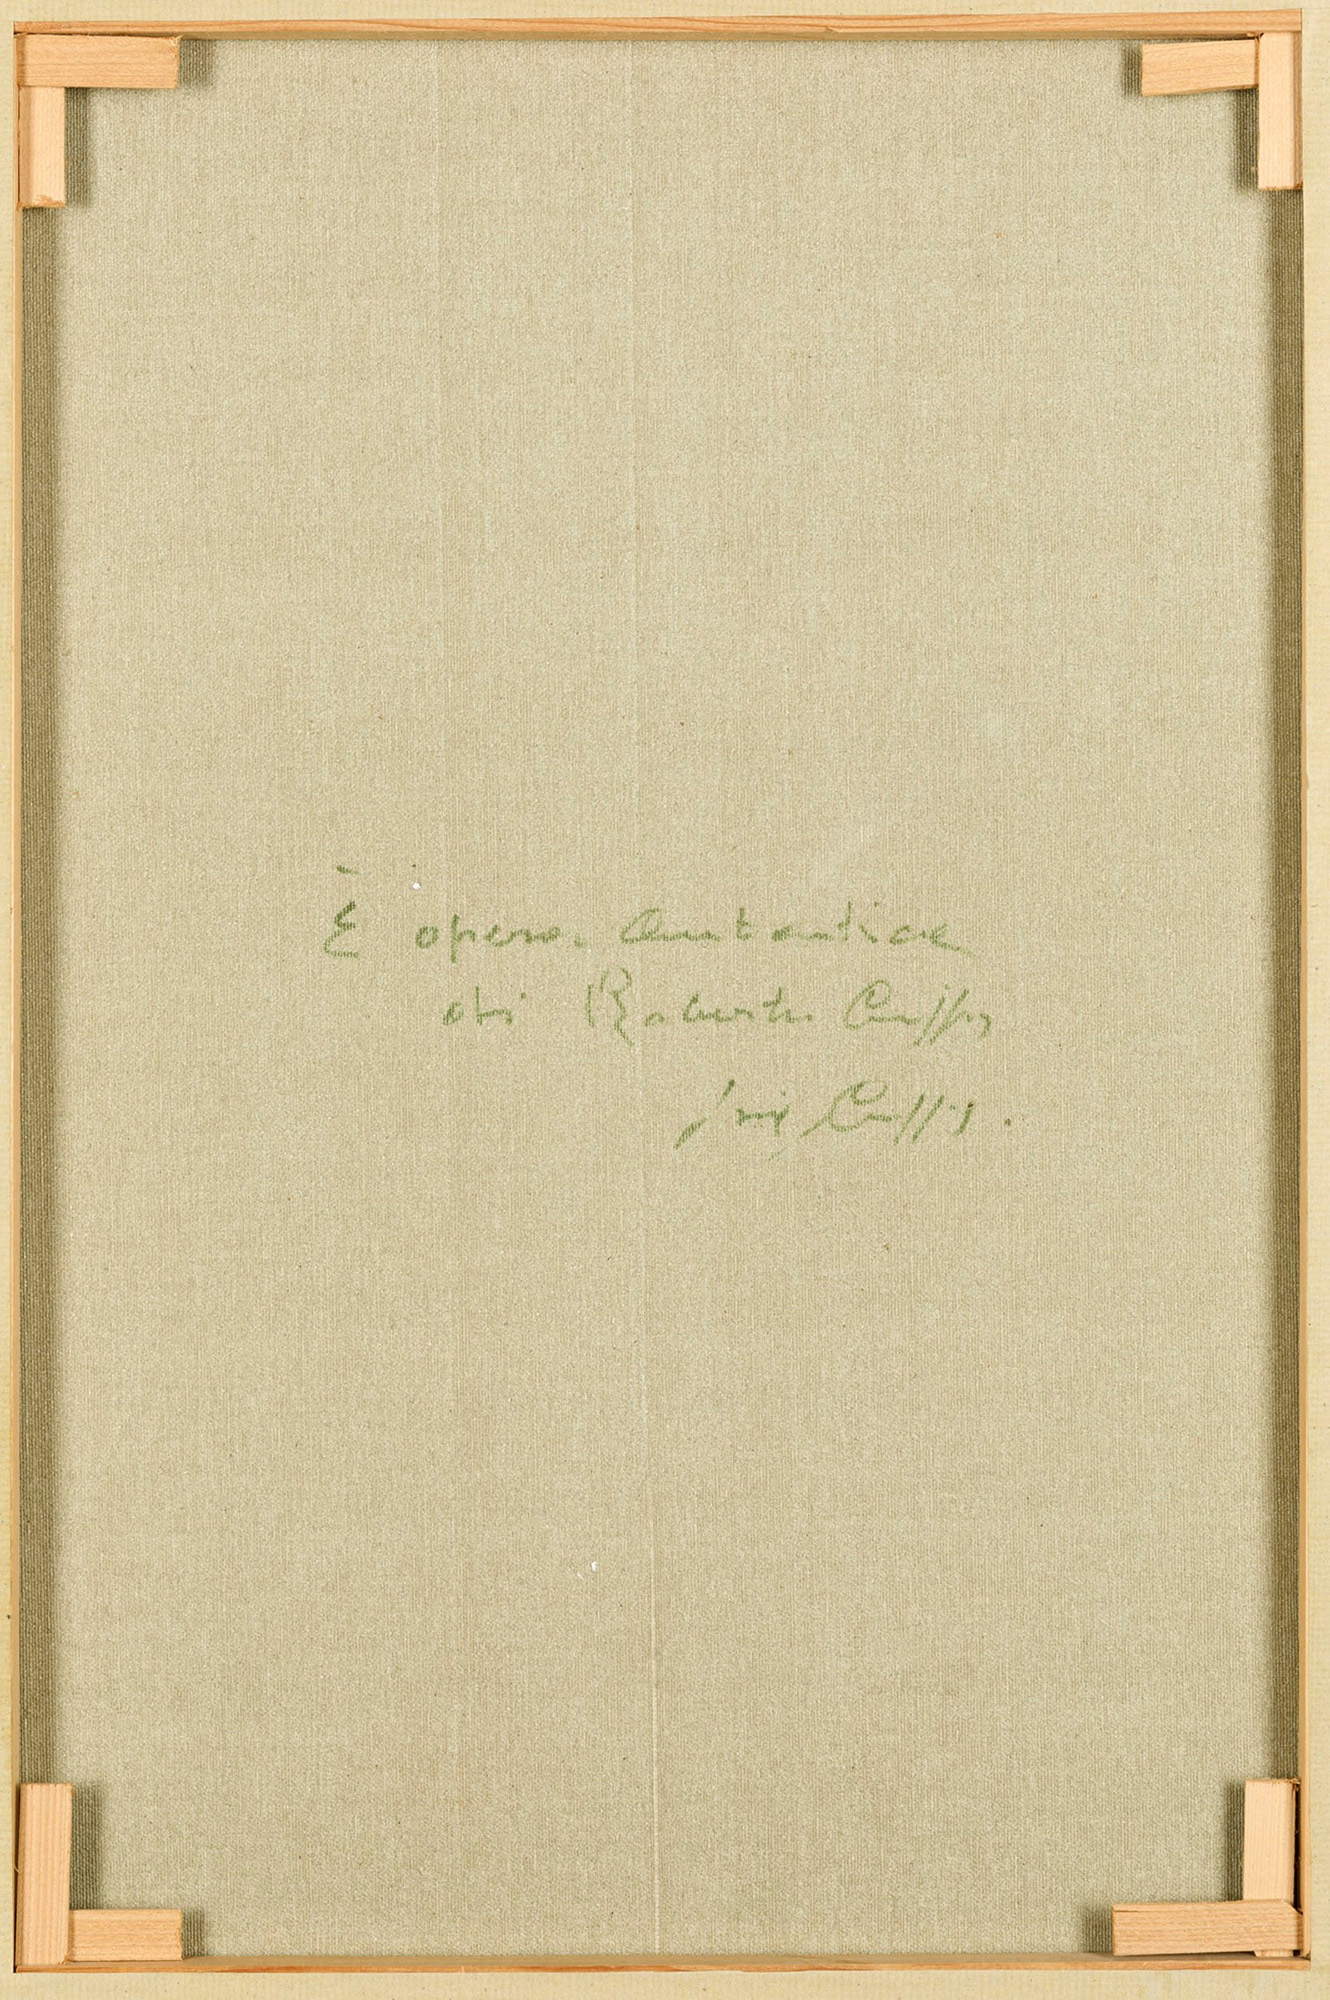 È opera autentica
di Roberto Crippa
Crippa.